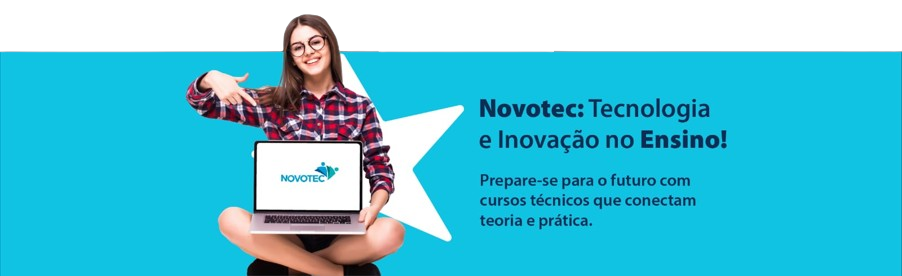 Novotec: Tecnologia
e Inovação no Ensino!
Prepare-se para o futuro com
cursos técnicos que conectam
teoria e prática.
NOVOTEC